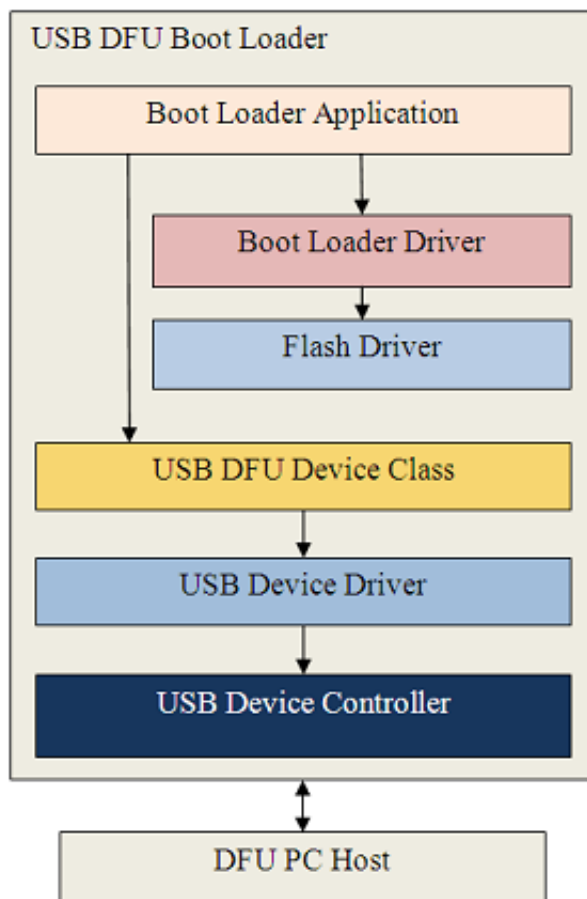 USB DFU Boot Loader
Boot Loader Application
Boot Loader Driver
Flash Driver
USB DFU Device Class
USB Device Driver
USB Device Controller
DFU PC Host